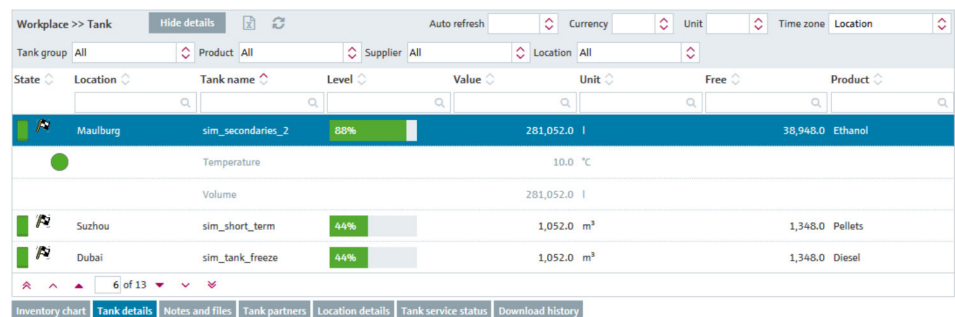 Workplace >> Tank Hide details Auto refresh Currency Unit Time zone Location
Tank group All Product All Supplier All Location All
State Location Tank name Level Value Unit Free Product
Maulburg sim_secondaries_2 88% 281,052.0 l 38,948.0 Ethanol
Temperature 10.0 °C
Volume 281,052.0 l
Suzhou sim_short_term 44% 1,052.0 m³ 1,348.0 Pellets
Dubai sim_tank_freeze 44% 1,052.0 m³ 1,348.0 Diesel
6 of 13
Inventory chart Tank details Notes and files Tank partners Location details Tank service status Download history